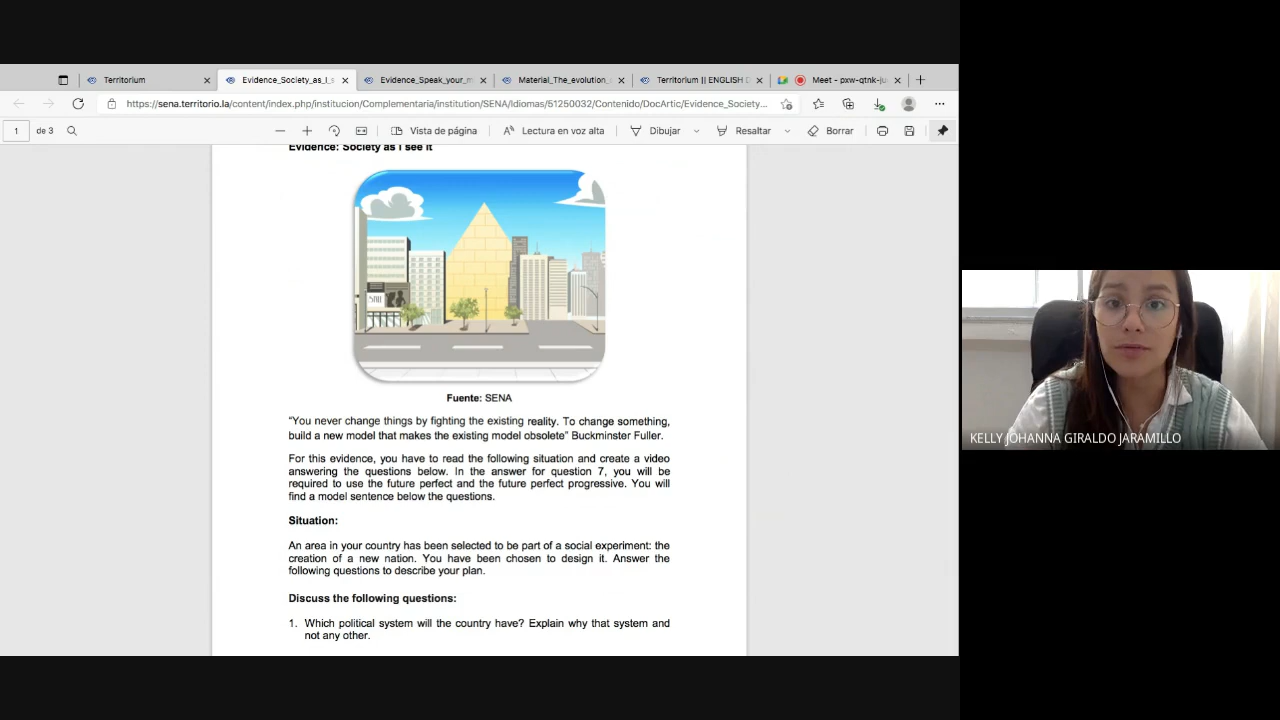 Territorium
Evidence_Society_as_I_s
Evidence_Speak_your_m
Material_The_evolution_
Territorium || ENGLISH D
Meet - pxw-qtnk-ju
https://sena.territorio.la/content/index.php/institucion/Complementaria/institution/SENA/Idiomas/51250032/Contenido/DocArtic/Evidence_Society...
1 de 3
Vista de página
Lectura en voz alta
Dibujar
Resaltar
Borrar
Evidence: Society as I see it
Fuente: SENA
“You never change things by fighting the existing reality. To change something,
build a new model that makes the existing model obsolete” Buckminster Fuller.
For this evidence, you have to read the following situation and create a video
answering the questions below. In the answer for question 7, you will be
required to use the future perfect and the future perfect progressive. You will
find a model sentence below the questions.
Situation:
An area in your country has been selected to be part of a social experiment: the
creation of a new nation. You have been chosen to design it. Answer the
following questions to describe your plan.
Discuss the following questions:
1. Which political system will the country have? Explain why that system and
not any other.
KELLY JOHANNA GIRALDO JARAMILLO